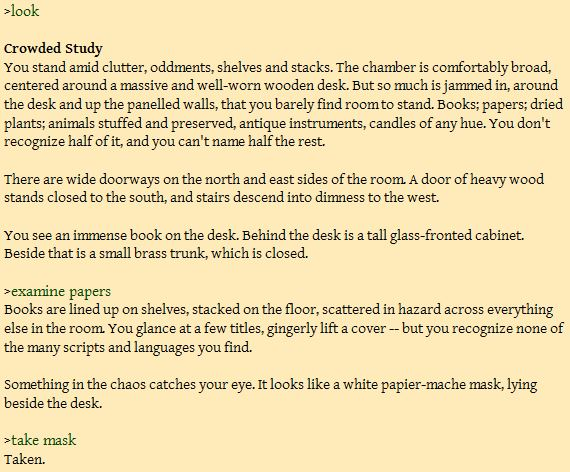 >look
Crowded Study
You stand amid clutter, oddments, shelves and stacks. The chamber is comfortably broad,
centered around a massive and well-worn wooden desk. But so much is jammed in, around
the desk and up the panelled walls, that you barely find room to stand. Books; papers; dried
plants; animals stuffed and preserved, antique instruments, candles of any hue. You don't
recognize half of it, and you can't name half the rest.
There are wide doorways on the north and east sides of the room. A door of heavy wood
stands closed to the south, and stairs descend into dimness to the west.
You see an immense book on the desk. Behind the desk is a tall glass-fronted cabinet.
Beside that is a small brass trunk, which is closed.
>examine papers
Books are lined up on shelves, stacked on the floor, scattered in hazard across everything
else in the room. You glance at a few titles, gingerly lift a cover -- but you recognize none of
the many scripts and languages you find.
Something in the chaos catches your eye. It looks like a white papier-mache mask, lying
beside the desk.
>take mask
Taken.